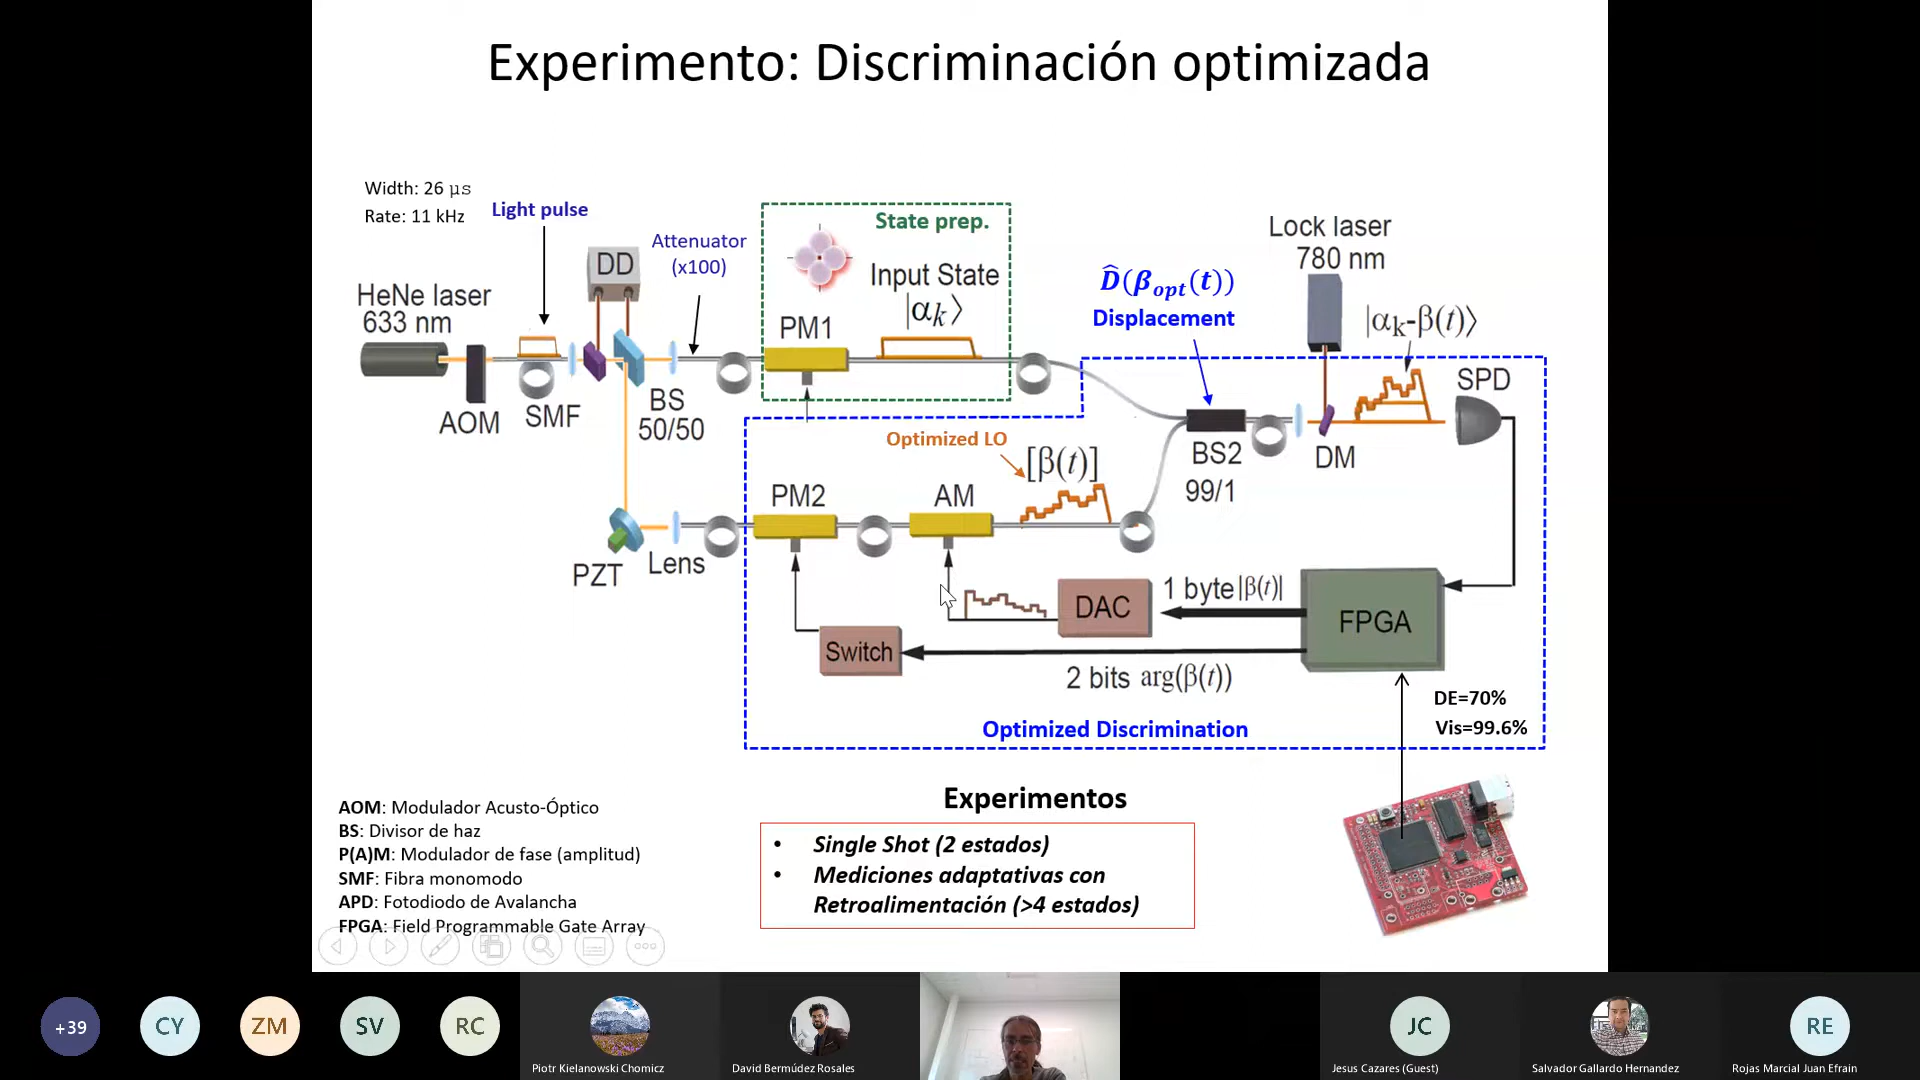 Experimento: Discriminación optimizada
Width: 26 µs
Rate: 11 kHz
Light pulse
DD
Attenuator
(x100)
State prep.
Input State
|αk⟩
PM1
HeNe laser
633 nm
AOM
SMF
BS
50/50
D̂(βopt(t))
Displacement
Lock laser
780 nm
|αk-β(t)⟩
SPD
BS2
99/1
DM
Optimized LO
[β(t)]
PM2
AM
PZT
Lens
Switch
DAC
1 byte |β(t)|
FPGA
2 bits arg(β(t))
DE=70%
Vis=99.6%
Optimized Discrimination
AOM: Modulador Acusto-Óptico
BS: Divisor de haz
P(A)M: Modulador de fase (amplitud)
SMF: Fibra monomodo
APD: Fotodiodo de Avalancha
FPGA: Field Programmable Gate Array
Experimentos
• Single Shot (2 estados)
• Mediciones adaptativas con
Retroalimentación (>4 estados)
+39
CY
ZM
SV
RC
Piotr Kielanowski Chomicz
David Bermúdez Rosales
JC
Jesus Cazares (Guest)
Salvador Gallardo Hernandez
RE
Rojas Marcial Juan Efrain